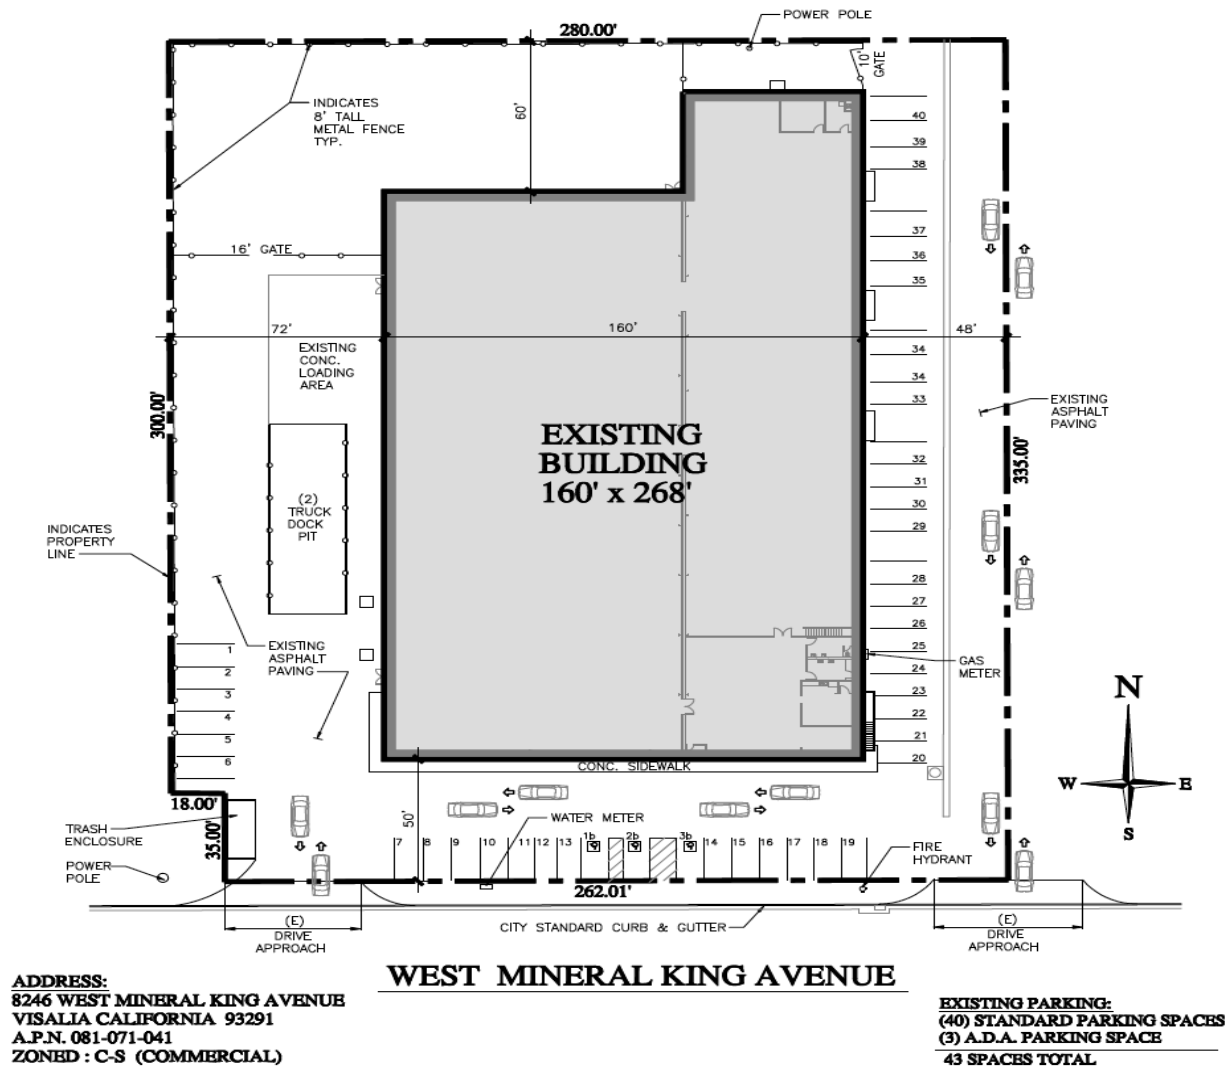 280.00'
POWER POLE
10'
GATE
INDICATES
8' TALL
METAL FENCE
TYP.
60'
40
39
38
37
36
35
16' GATE
72'
160'
48'
EXISTING
CONC.
LOADING
AREA
34
34
33
300.00'
EXISTING
ASPHALT
PAVING
335.00'
EXISTING
BUILDING
160' x 268'
32
31
30
29
(2)
TRUCK
DOCK
PIT
INDICATES
PROPERTY
LINE
28
27
26
25
24
23
22
21
20
GAS
METER
EXISTING
ASPHALT
PAVING
1
2
3
4
5
6
N
W
E
S
CONC. SIDEWALK
18.00'
35.00'
50'
TRASH
ENCLOSURE
POWER
POLE
WATER METER
7
8
9
10
11
12
13
1b
2b
3b
14
15
16
17
18
19
FIRE
HYDRANT
262.01'
(E)
DRIVE
APPROACH
CITY STANDARD CURB & GUTTER
(E)
DRIVE
APPROACH
WEST MINERAL KING AVENUE
ADDRESS:
8246 WEST MINERAL KING AVENUE
VISALIA CALIFORNIA 93291
A.P.N. 081-071-041
ZONED : C-S (COMMERCIAL)
EXISTING PARKING:
(40) STANDARD PARKING SPACES
(3) A.D.A. PARKING SPACE
43 SPACES TOTAL